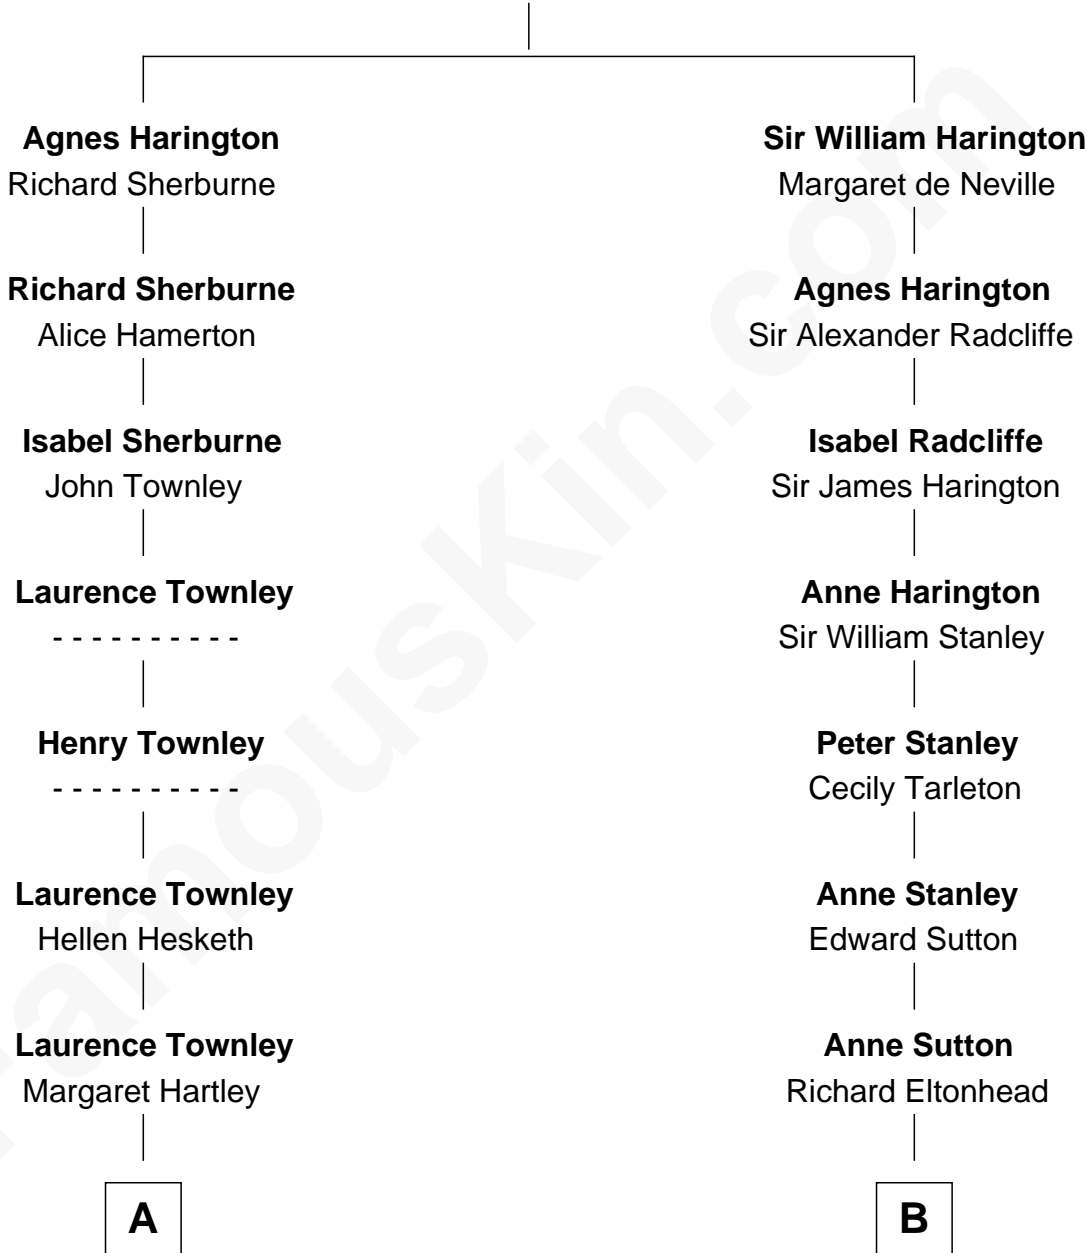 Agnes Harington
Richard Sherburne
Richard Sherburne
Alice Hamerton
Isabel Sherburne
John Townley
Laurence Townley
- - - - - - - - - -
Henry Townley
- - - - - - - - - -
Laurence Townley
Hellen Hesketh
Laurence Townley
Margaret Hartley
A
Sir William Harington
Margaret de Neville
Agnes Harington
Sir Alexander Radcliffe
Isabel Radcliffe
Sir James Harington
Anne Harington
Sir William Stanley
Peter Stanley
Cecily Tarleton
Anne Stanley
Edward Sutton
Anne Sutton
Richard Eltonhead
B
FamousKin.com